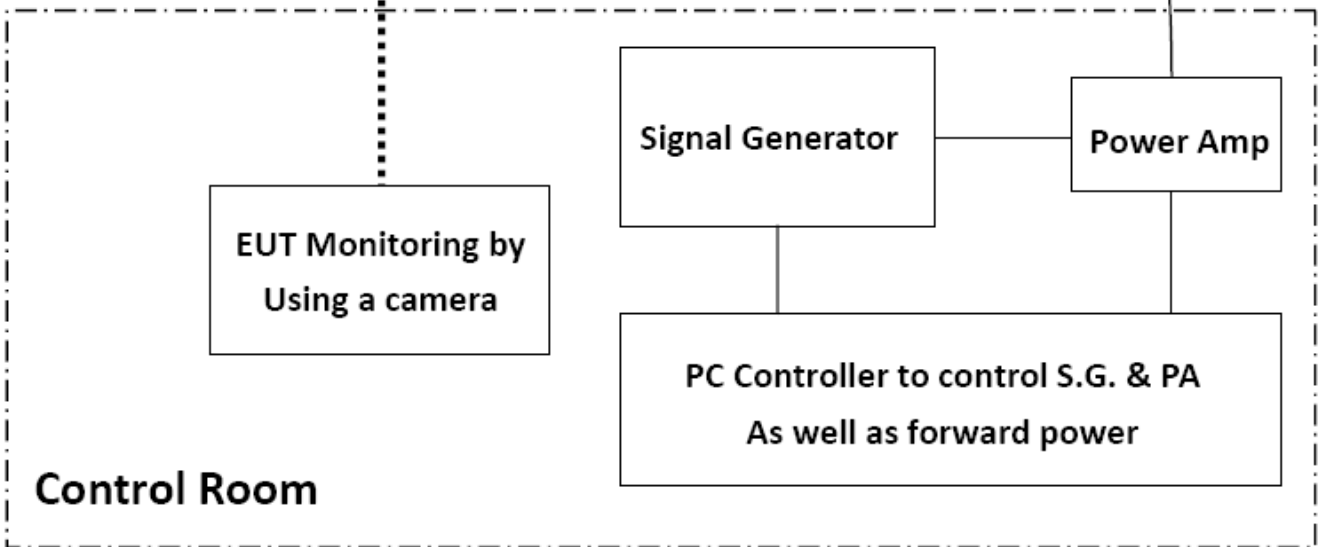 Signal Generator
Power Amp
EUT Monitoring by
Using a camera
PC Controller to control S.G. & PA
As well as forward power
Control Room